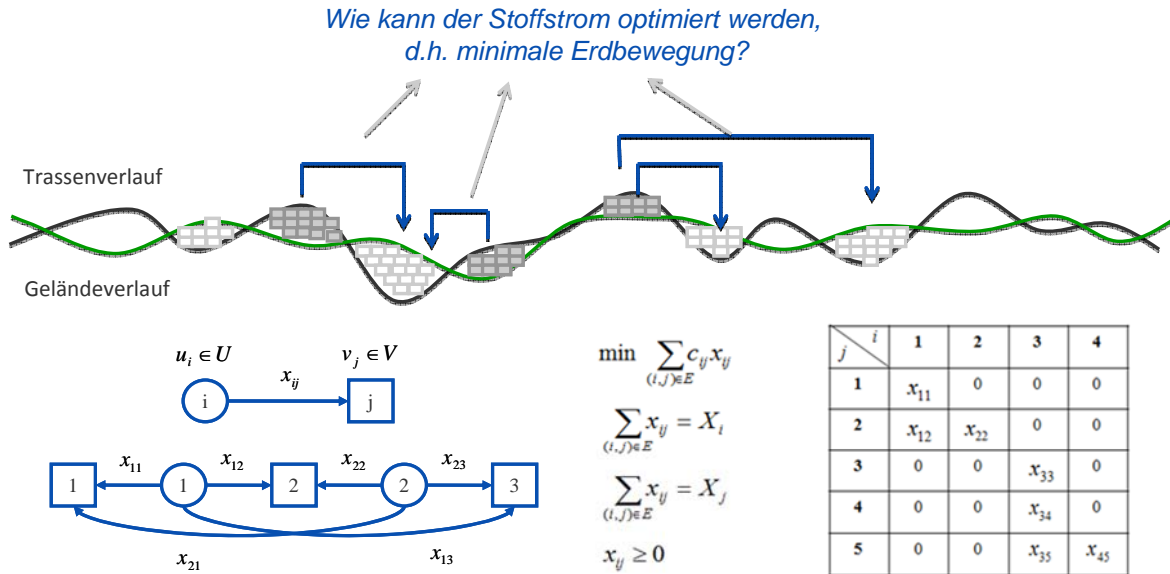 Wie kann der Stoffstrom optimiert werden,
d.h. minimale Erdbewegung?
Trassenverlauf
Geländeverlauf
u_i ∈ U
v_j ∈ V
x_ij
i
j
x_11 x_12 x_22 x_23
1 1 2 2 3
x_21 x_13
min ∑_{(i,j)∈E} c_ij x_ij
∑_{(i,j)∈E} x_ij = X_i
∑_{(i,j)∈E} x_ij = X_j
x_ij ≥ 0
j i 1 2 3 4
1 x_11 0 0 0
2 x_12 x_22 0 0
3 0 0 x_33 0
4 0 0 x_34 0
5 0 0 x_35 x_45